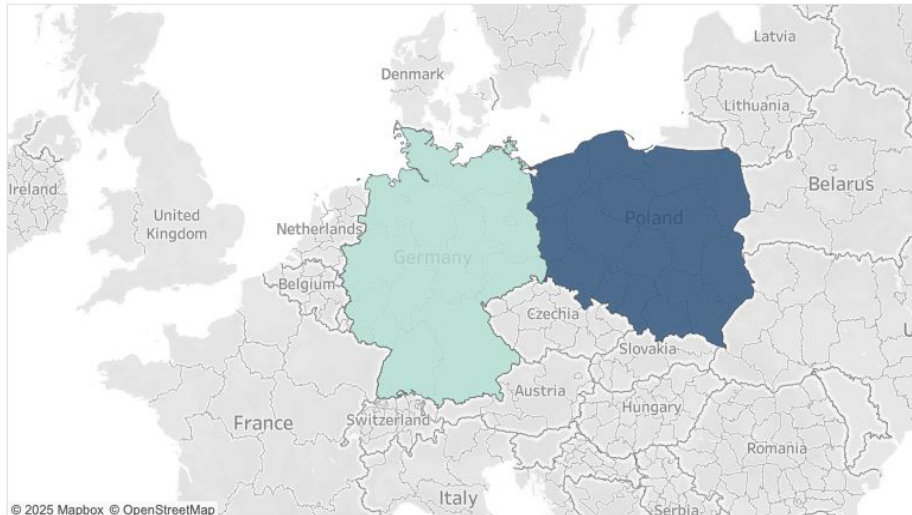 Latvia
Denmark
Lithuania
Ireland
Belarus
United
Kingdom
Netherlands
Poland
Germany
Belgium
Czechia
Slovakia
Austria
Hungary
France
Switzerland
Romania
Italy
Serbia
© 2025 Mapbox © OpenStreetMap